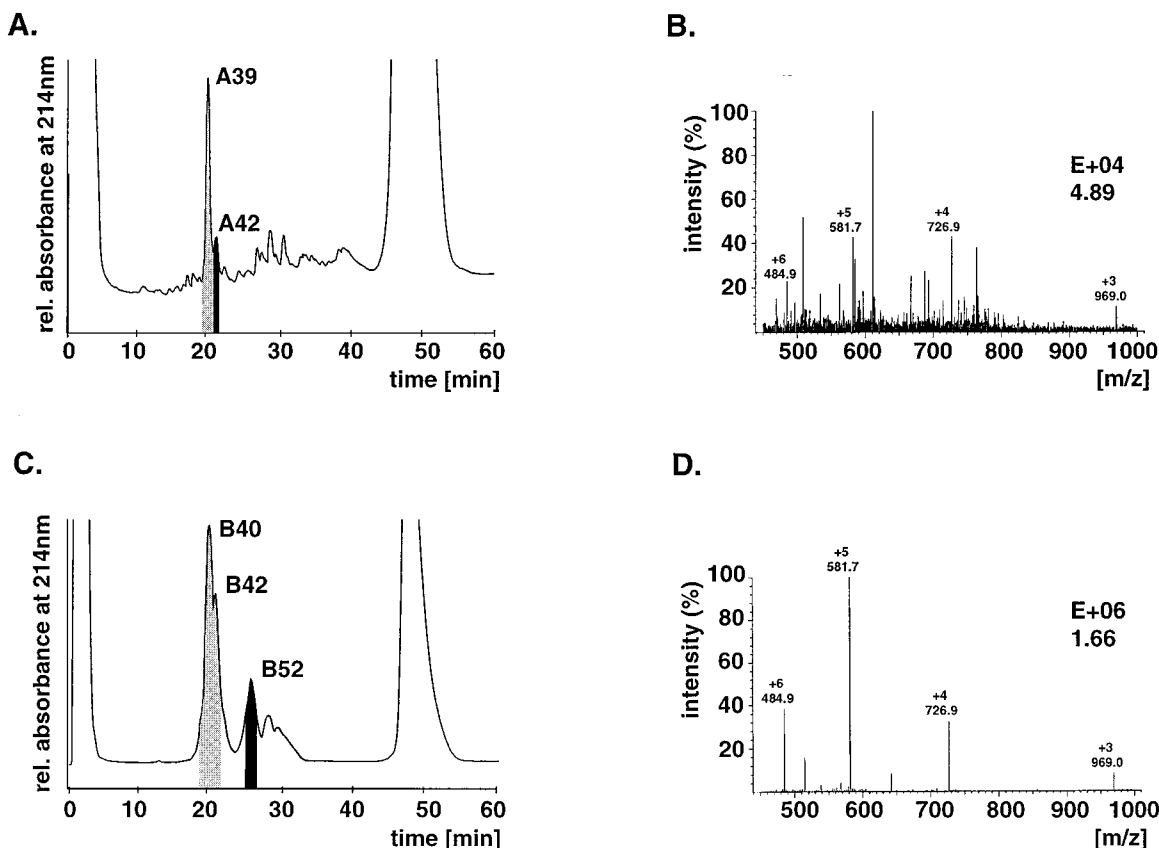 A.
rel. absorbance at 214nm
A39
A42
0 10 20 30 40 50 60
time [min]
B.
intensity (%)
100
80
60
40
20
+6
484.9
+5
581.7
+4
726.9
+3
969.0
E+04
4.89
500 600 700 800 900 1000
[m/z]
C.
rel. absorbance at 214nm
B40
B42
B52
0 10 20 30 40 50 60
time [min]
D.
intensity (%)
100
80
60
40
20
+6
484.9
+5
581.7
+4
726.9
+3
969.0
E+06
1.66
500 600 700 800 900 1000
[m/z]